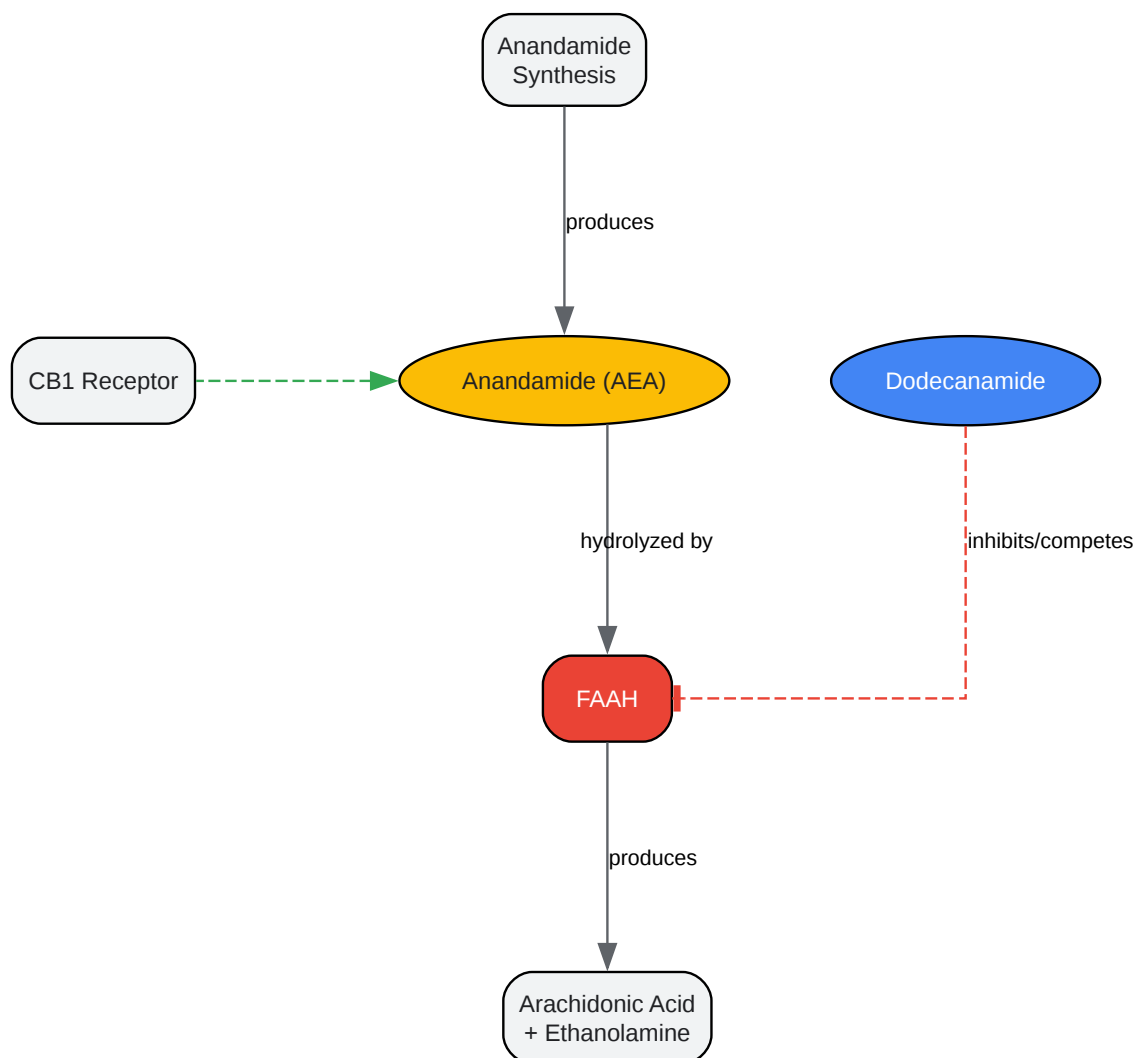 Anandamide
Synthesis
produces
CB1 Receptor
Anandamide (AEA)
Dodecanamide
hydrolyzed by
inhibits/competes
FAAH
produces
Arachidonic Acid
+ Ethanolamine